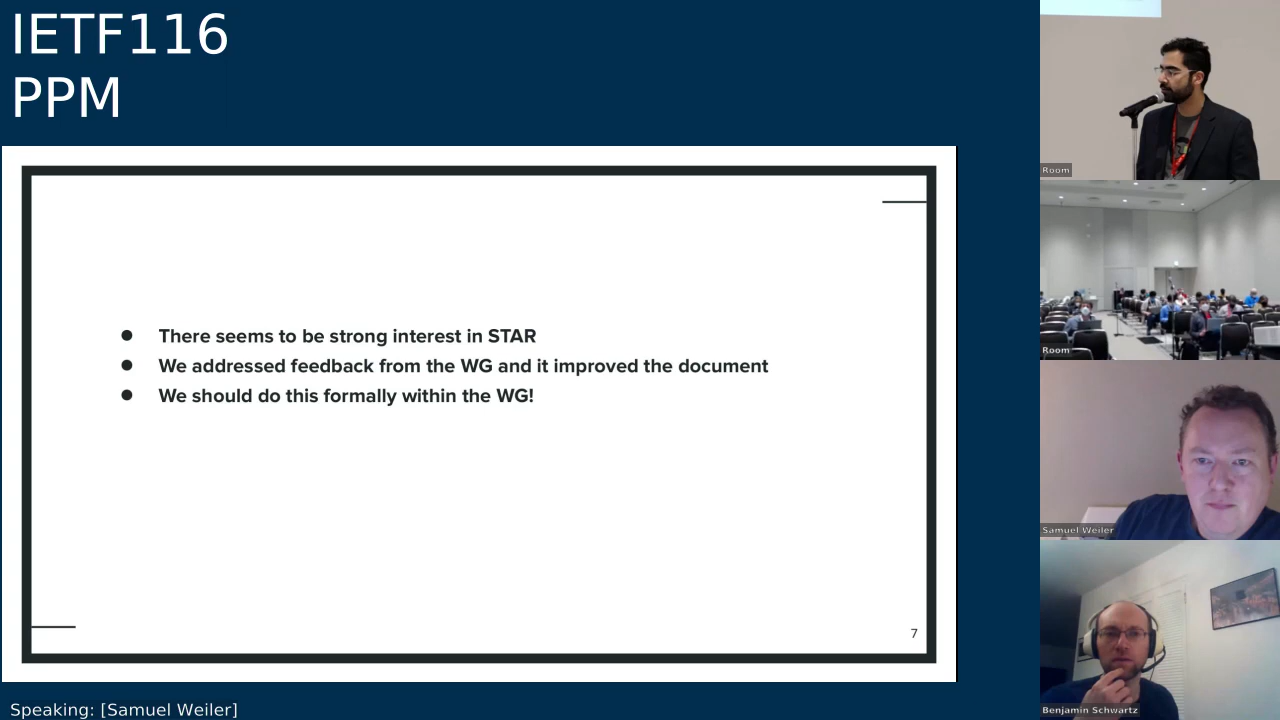 IETF116
PPM
There seems to be strong interest in STAR
We addressed feedback from the WG and it improved the document
We should do this formally within the WG!
7
Speaking: [Samuel Weiler]
Room
Room
Samuel Weiler
Benjamin Schwartz